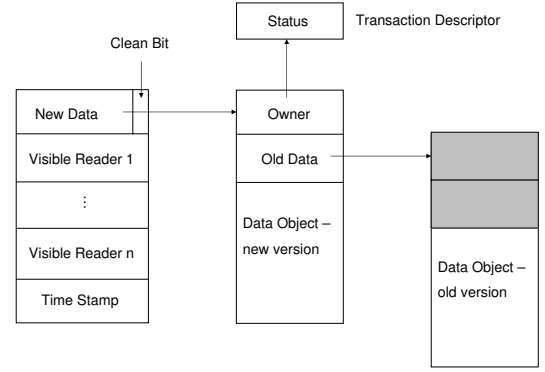 Status
Transaction Descriptor
Clean Bit
New Data
Owner
Visible Reader 1
Old Data
⋮
Data Object –
new version
Visible Reader n
Data Object –
old version
Time Stamp